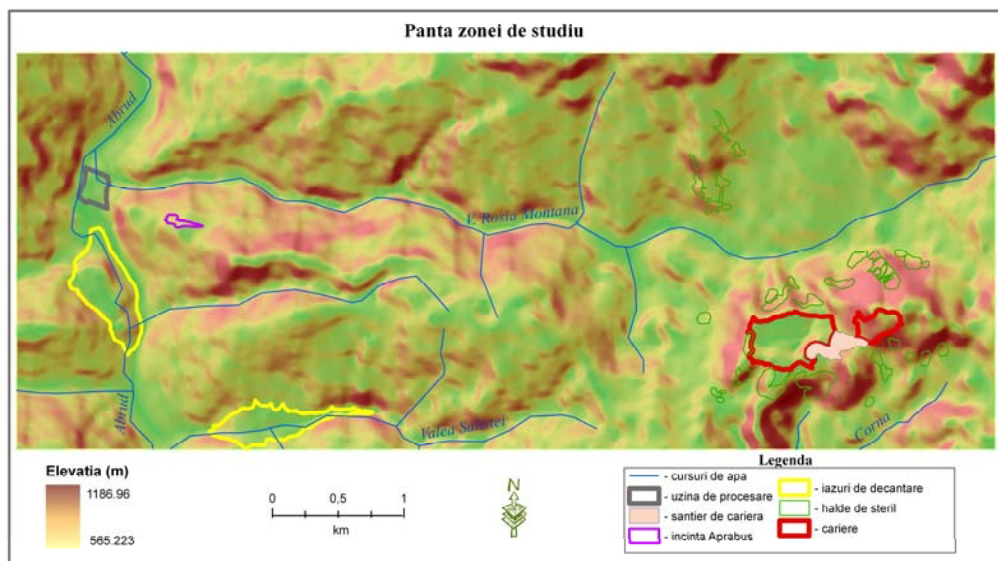 Panta zonei de studiu
Abrud
V. Rosia Montana
Abrud
Valea Salistei
Corna
Elevatia (m)
1186.96
565.223
0 0,5 1
km
N
Legenda
- cursuri de apa
- uzina de procesare
- santier de cariera
- incinta Aprabus
- iazuri de decantare
- halde de steril
- cariere